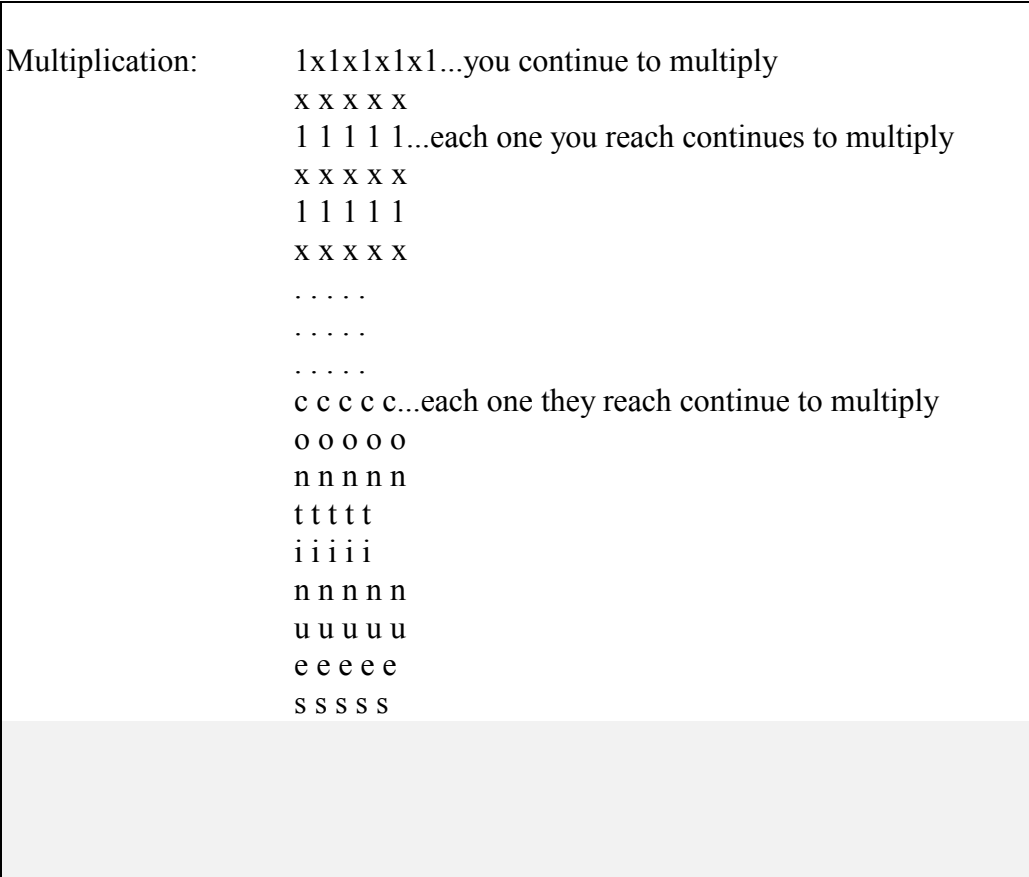 Multiplication: 1x1x1x1x1...you continue to multiply
x x x x x
1 1 1 1 1...each one you reach continues to multiply
x x x x x
1 1 1 1 1
x x x x x
. . . . .
. . . . .
. . . . .
c c c c c...each one they reach continue to multiply
o o o o o
n n n n n
t t t t t
i i i i i
n n n n n
u u u u u
e e e e e
s s s s s